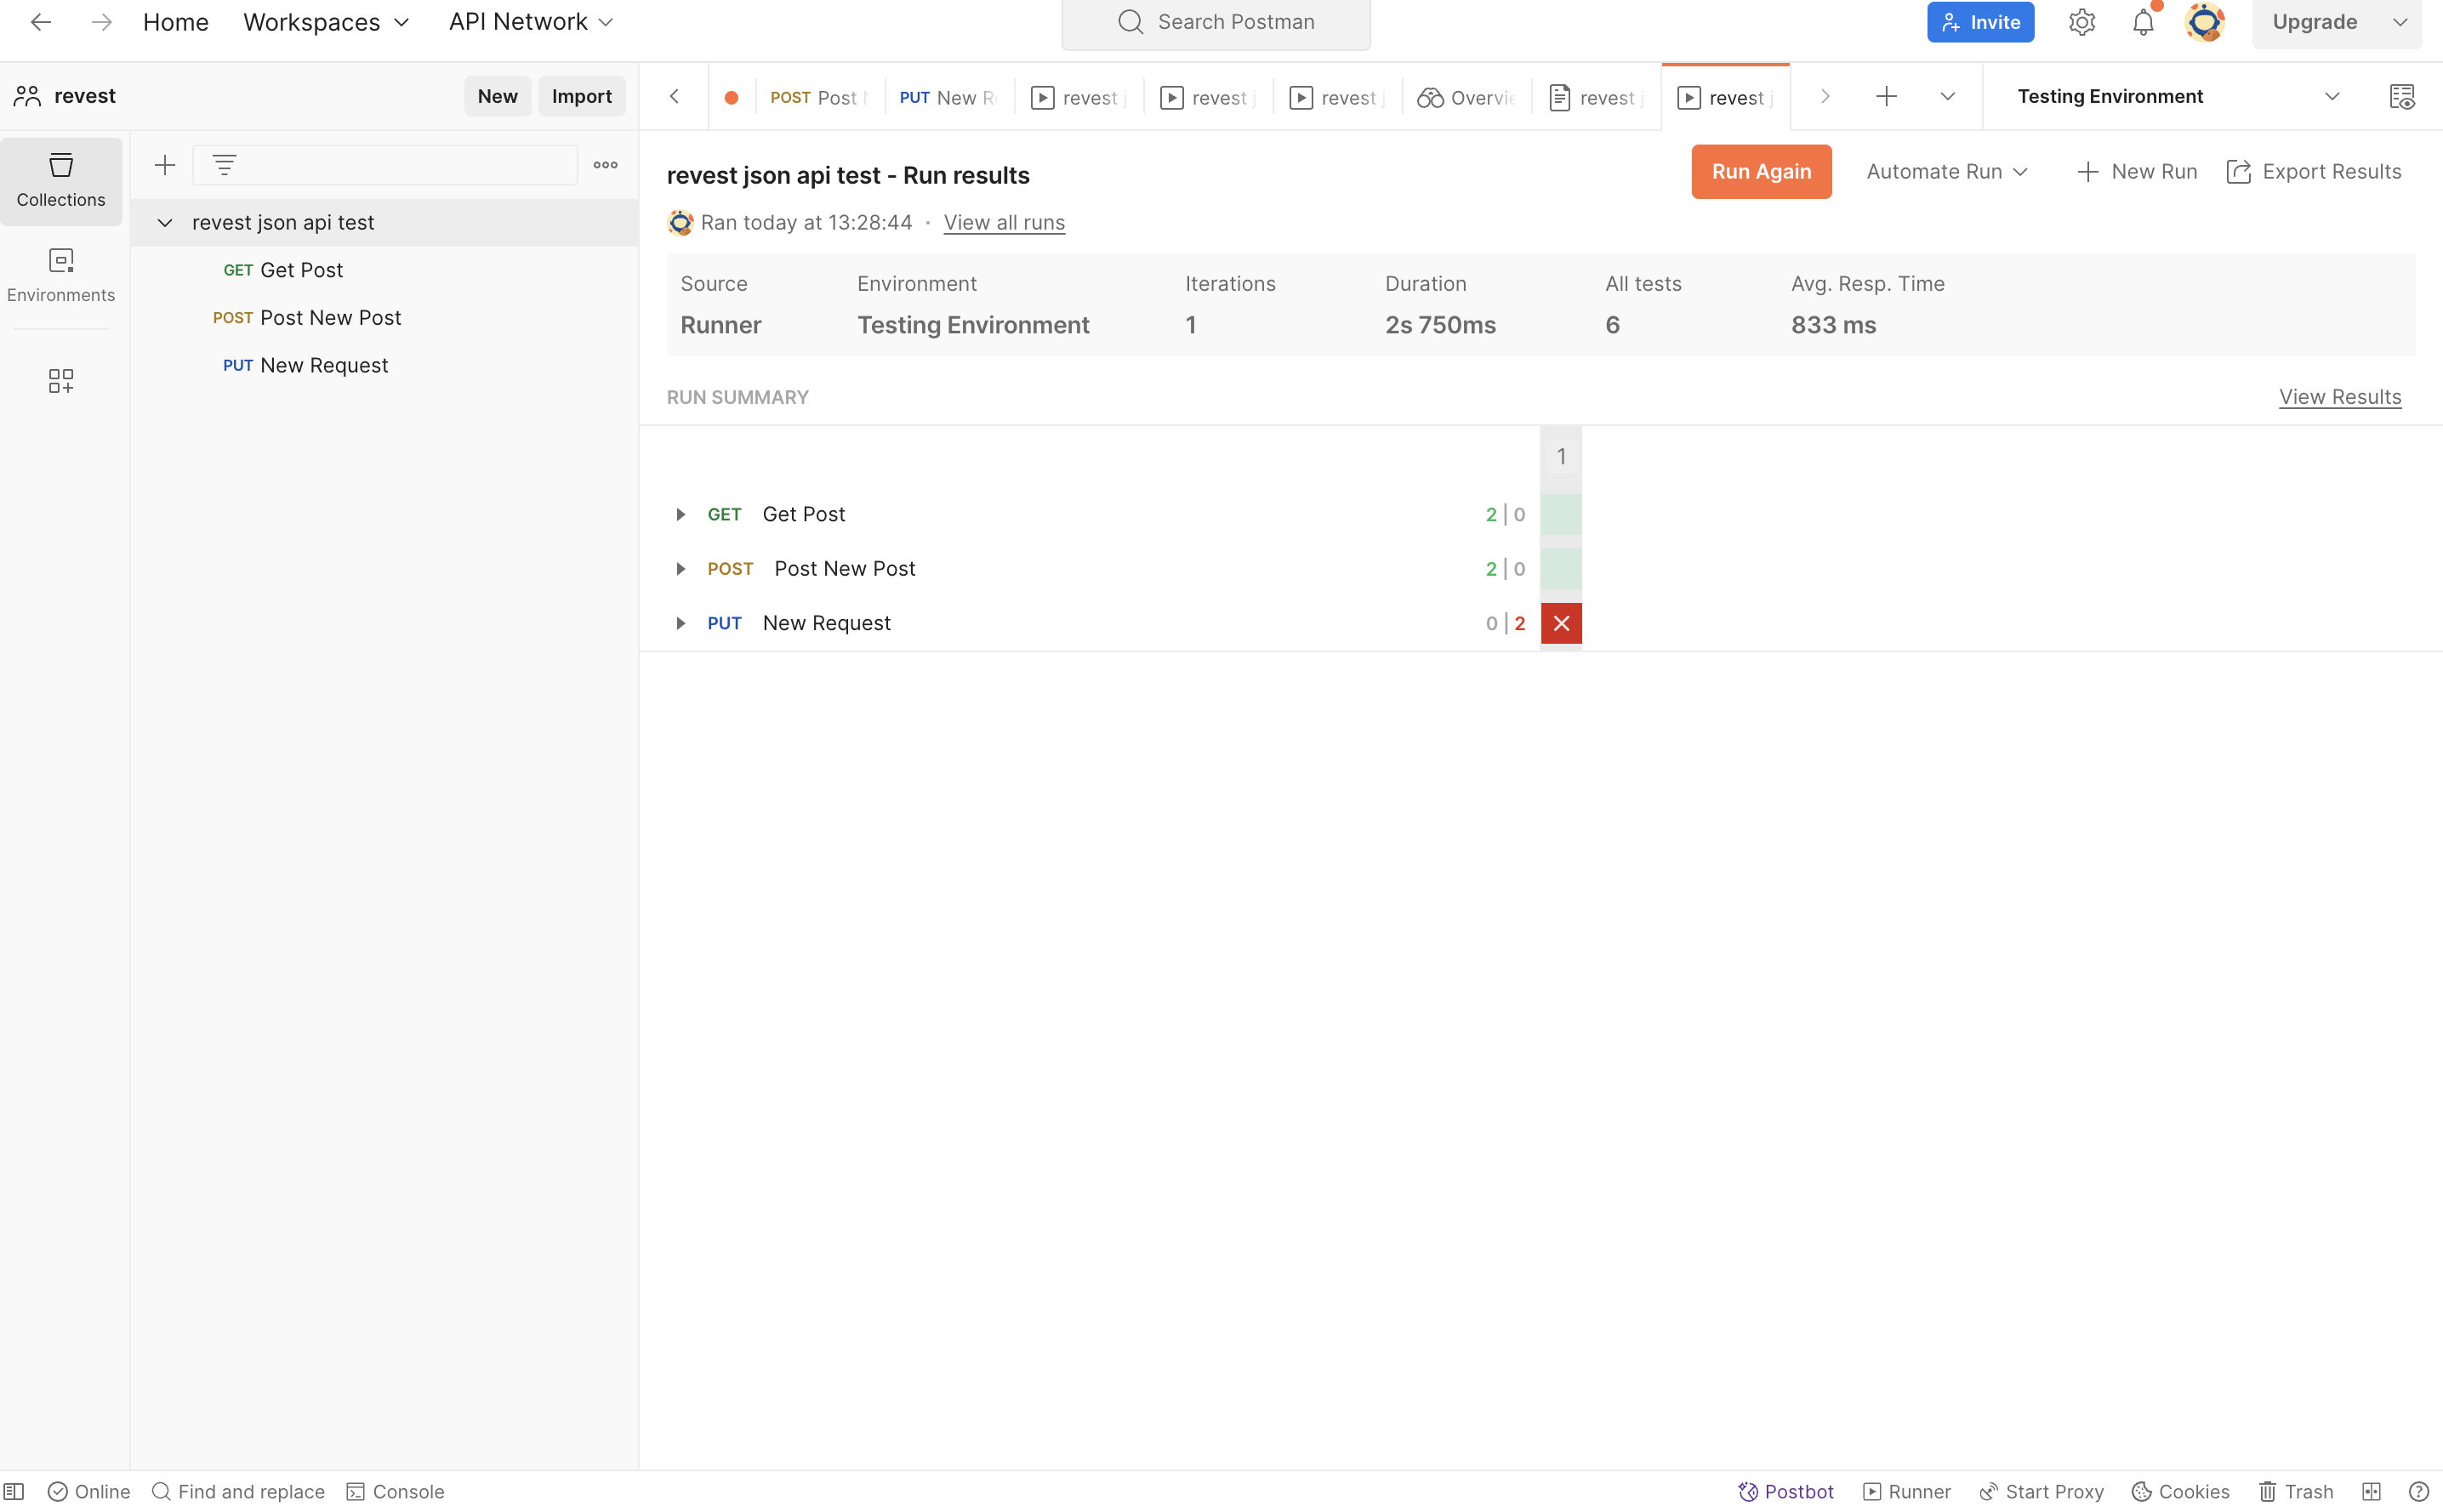 Home Workspaces API Network Search Postman Invite Upgrade
revest New Import POST Post PUT New revest revest revest Overvie revest revest Testing Environment
Collections
Environments
revest json api test
GET Get Post
POST Post New Post
PUT New Request
revest json api test - Run results
Run Again Automate Run New Run Export Results
Ran today at 13:28:44 · View all runs
Source Environment Iterations Duration All tests Avg. Resp. Time
Runner Testing Environment 1 2s 750ms 6 833 ms
RUN SUMMARY View Results
1
GET Get Post 2 | 0
POST Post New Post 2 | 0
PUT New Request 0 | 2
Online Find and replace Console Postbot Runner Start Proxy Cookies Trash